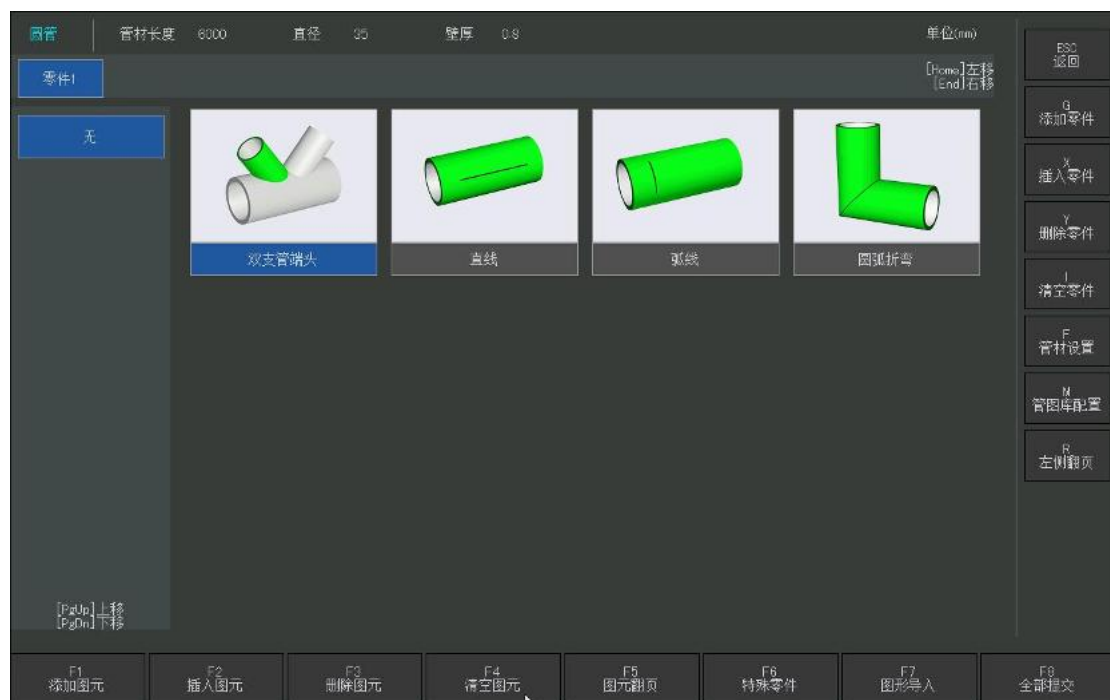 圆管 管材长度 6000 直径 35 壁厚 0.8 单位(mm)
零件1
[Home]左移
[End]右移
无
双支管端头 直线 弧线 圆弧折弯
[PgUp]上移
[PgDn]下移
ESC
返回
G
添加零件
X
插入零件
Y
删除零件
I
清空零件
F
管材设置
M
管图库配置
R
左侧翻页
F1
添加图元
F2
插入图元
F3
删除图元
F4
清空图元
F5
图元翻页
F6
特殊零件
F7
图形导入
F8
全部提交